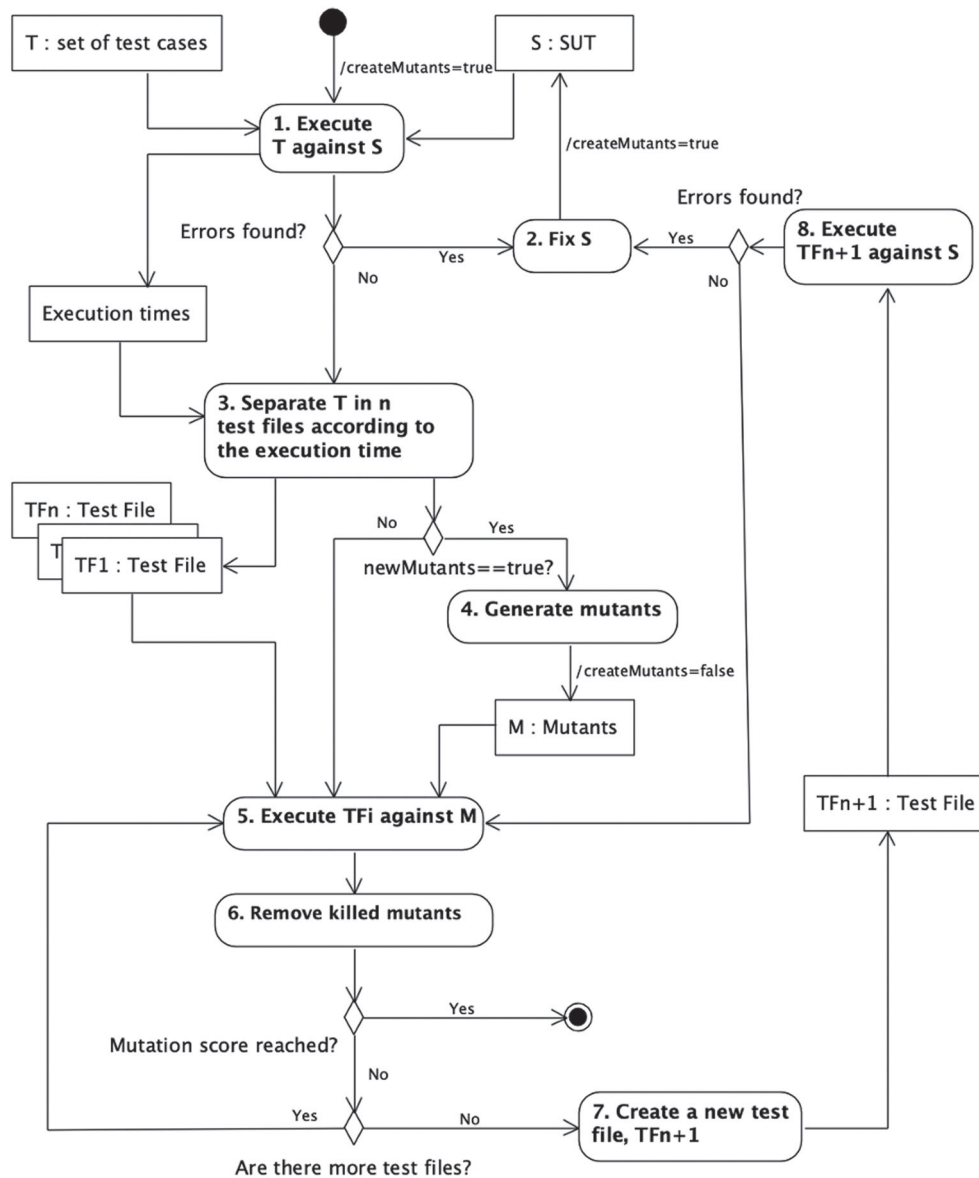 T : set of test cases
S : SUT
/createMutants=true
1. Execute
T against S
/createMutants=true
Errors found?
Yes
No
2. Fix S
Errors found?
Yes
No
8. Execute
TFn+1 against S
Execution times
3. Separate T in n
test files according to
the execution time
TFn : Test File
T
TF1 : Test File
No
Yes
newMutants==true?
4. Generate mutants
/createMutants=false
M : Mutants
TFn+1 : Test File
5. Execute TFi against M
6. Remove killed mutants
Yes
Mutation score reached?
No
Yes
No
7. Create a new test
file, TFn+1
Are there more test files?